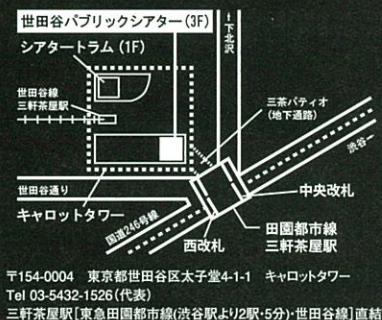 世田谷パブリックシアター(3F)
シアタートラム(1F)
↑下北沢
世田谷線
三軒茶屋駅
三茶パティオ
(地下通路)
渋谷→
世田谷通り
キャロットタワー
国道246号線
中央改札
西改札
田園都市線
三軒茶屋駅
〒154-0004 東京都世田谷区太子堂4-1-1 キャロットタワー
Tel 03-5432-1526(代表)
三軒茶屋駅[東急田園都市線(渋谷駅より2駅・5分)・世田谷線]直結